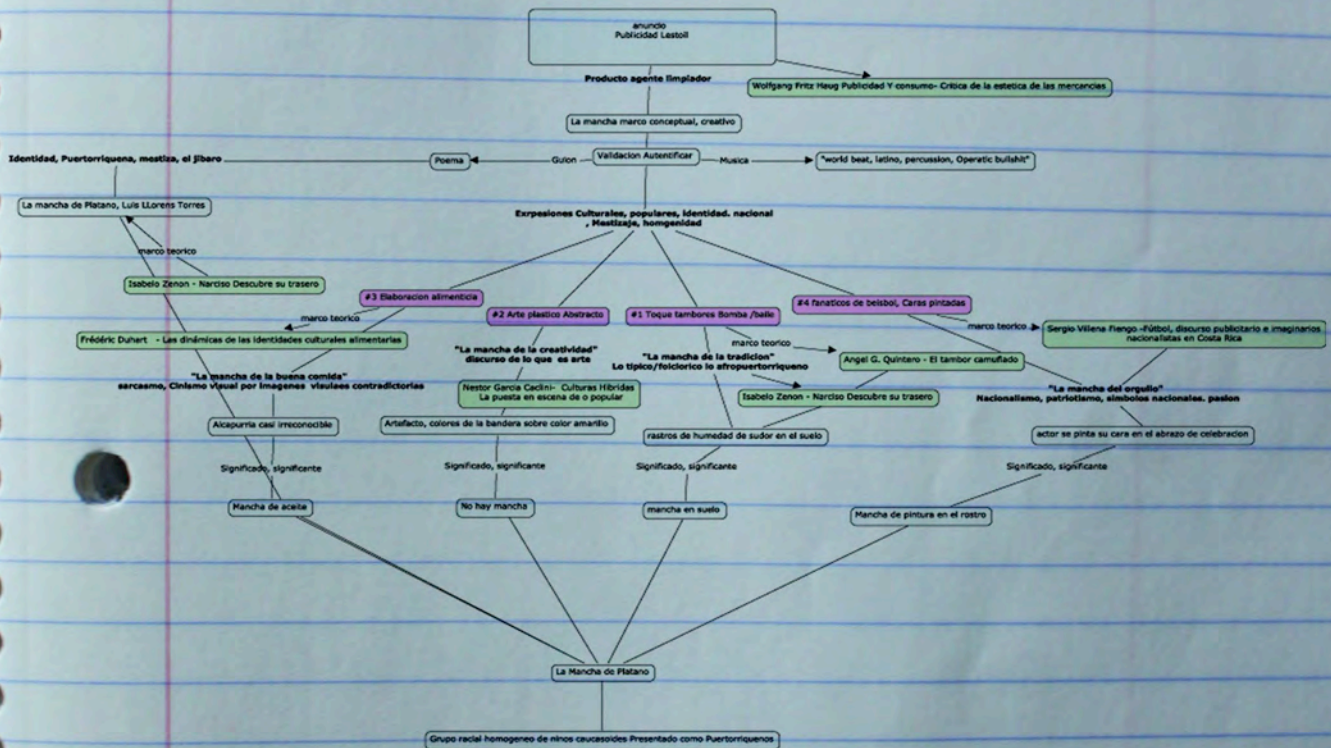 anuncio
Publicidad Lestoil
Producto agente limpiador
Wolfgang Fritz Haug Publicidad Y consumo- Critica de la estetica de las mercancias
La mancha marco conceptual, creativo
Identidad, Puertorriquena, mestiza, el jibaro
Poema
Guion
Validacion Autentificar
Musica
"world beat, latino, percussion, Operatic bullshit"
La mancha de Platano, Luis LLorens Torres
Exrpesiones Culturales, populares, identidad. nacional
, Mestizaje, homgenidad
marco teorico
Isabelo Zenon - Narciso Descubre su trasero
#3 Elaboracion alimenticia
#2 Arte plastico Abstracto
#1 Toque tambores Bomba /baile
#4 fanaticos de beisbol, Caras pintadas
marco teorico
marco teorico
Sergio Villena Fiengo -Fútbol, discurso publicitario e imaginarios
nacionalistas en Costa Rica
Frédéric Duhart - Las dinámicas de las identidades culturales alimentarias
marco teorico
"La mancha de la creatividad"
discurso de lo que es arte
"La mancha de la tradicion"
Lo tipico/folclorico lo afropuertorriqueno
Angel G. Quintero - El tambor camuflado
"La mancha de la buena comida"
sarcasmo, Cinismo visual por imagenes visulaes contradictorias
Nestor Garcia Caclini- Culturas Hibridas
La puesta en escena de o popular
Isabelo Zenon - Narciso Descubre su trasero
"La mancha del orgullo"
Nacionalismo, patriotismo, simbolos nacionales. pasion
Alcapurria casi irreconocible
Artefacto, colores de la bandera sobre color amarillo
rastros de humedad de sudor en el suelo
actor se pinta su cara en el abrazo de celebracion
Significado, significante
Significado, significante
Significado, significante
Significado, significante
Mancha de aceite
No hay mancha
mancha en suelo
Mancha de pintura en el rostro
La Mancha de Platano
Grupo racial homogeneo de ninos caucasoides Presentado como Puertorriquenos